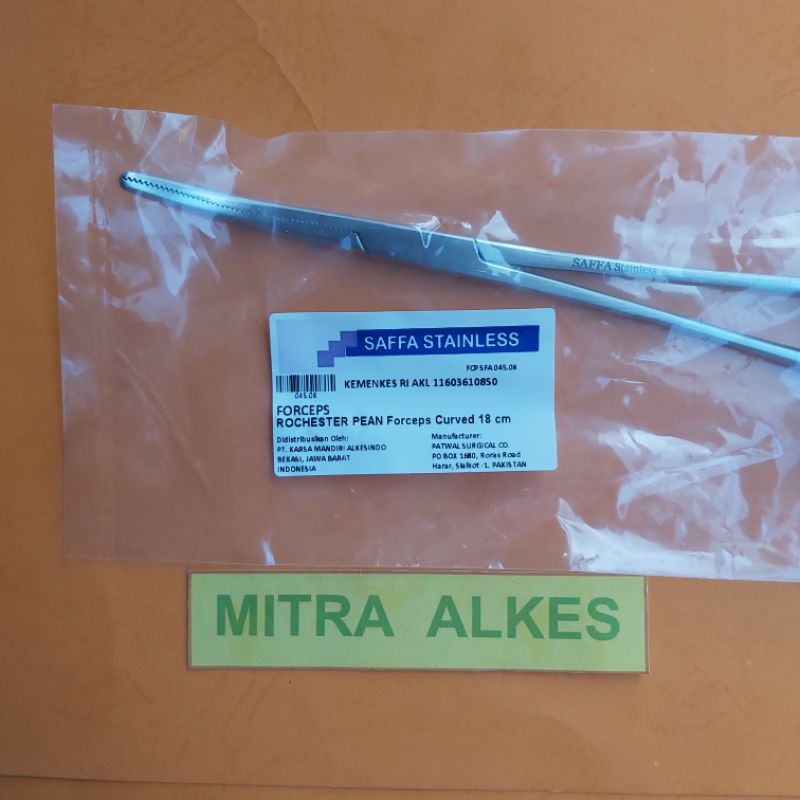 SAFFA Stainless
SAFFA STAINLESS
FCP SFA 045.08
KEMENKES RI AKL 11603610850
045.08
FORCEPS
ROCHESTER PEAN Forceps Curved 18 cm
Didistribusikan Oleh:
PT. KARSA MANDIRI ALKESINDO
BEKASI, JAWA BARAT
INDONESIA
Manufacturer:
PATWAL SURGICAL CO.
PO BOX 1680, Roras Road
Harar, Sialkot -1, PAKISTAN
MITRA ALKES